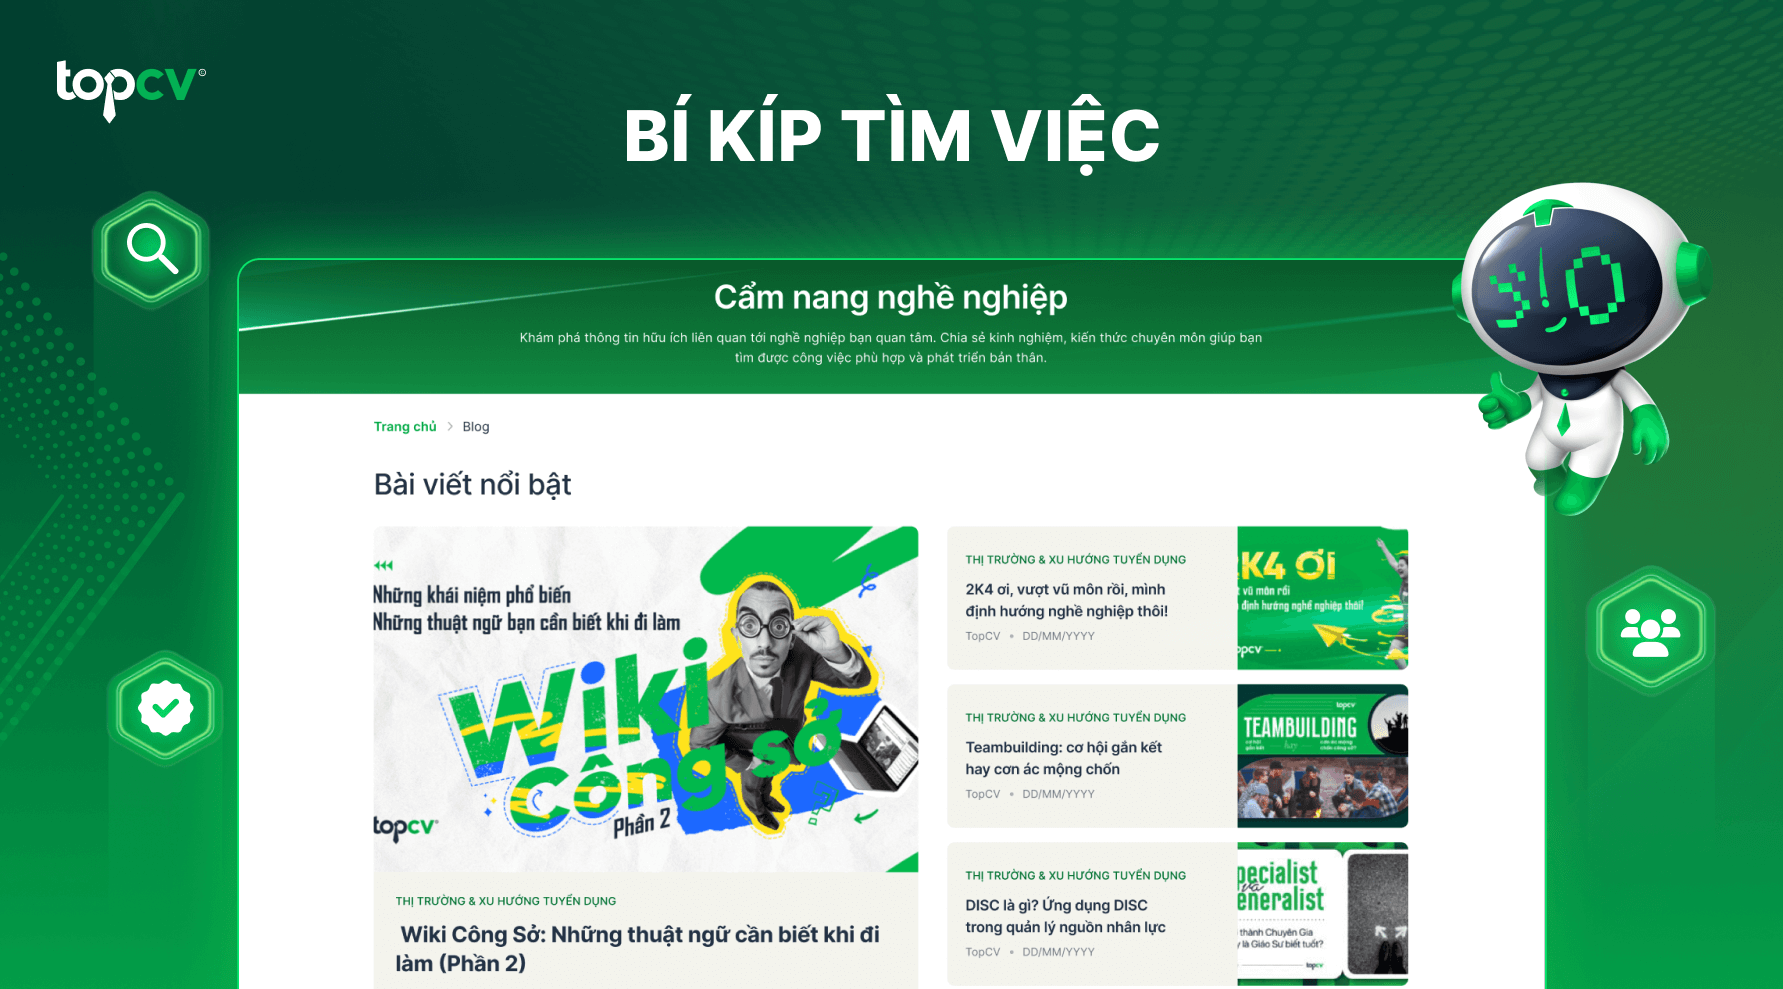 topcv
BÍ KÍP TÌM VIỆC
Cẩm nang nghề nghiệp
Khám phá thông tin hữu ích liên quan tới nghề nghiệp bạn quan tâm. Chia sẻ kinh nghiệm, kiến thức chuyên môn giúp bạn
tìm được công việc phù hợp và phát triển bản thân.
Trang chủ > Blog
Bài viết nổi bật
Những khái niệm phổ biến
Những thuật ngữ bạn cần biết khi đi làm
Wiki
Công sở
Phần 2
topcv
THỊ TRƯỜNG & XU HƯỚNG TUYỂN DỤNG
Wiki Công Sở: Những thuật ngữ cần biết khi đi
làm (Phần 2)
THỊ TRƯỜNG & XU HƯỚNG TUYỂN DỤNG
2K4 ơi, vượt vũ môn rồi, mình
định hướng nghề nghiệp thôi!
TopCV • DD/MM/YYYY
K4 ƠI
vũ môn rồi
định hướng nghề nghiệp thôi!
THỊ TRƯỜNG & XU HƯỚNG TUYỂN DỤNG
Teambuilding: cơ hội gắn kết
hay cơn ác mộng chốn
TopCV • DD/MM/YYYY
topcv
TEAMBUILDING
hay
THỊ TRƯỜNG & XU HƯỚNG TUYỂN DỤNG
DISC là gì? Ứng dụng DISC
trong quản lý nguồn nhân lực
TopCV • DD/MM/YYYY
pecialist
và
eneralist
thành Chuyên Gia
y là Giáo Sư biết tuốt?
topcv